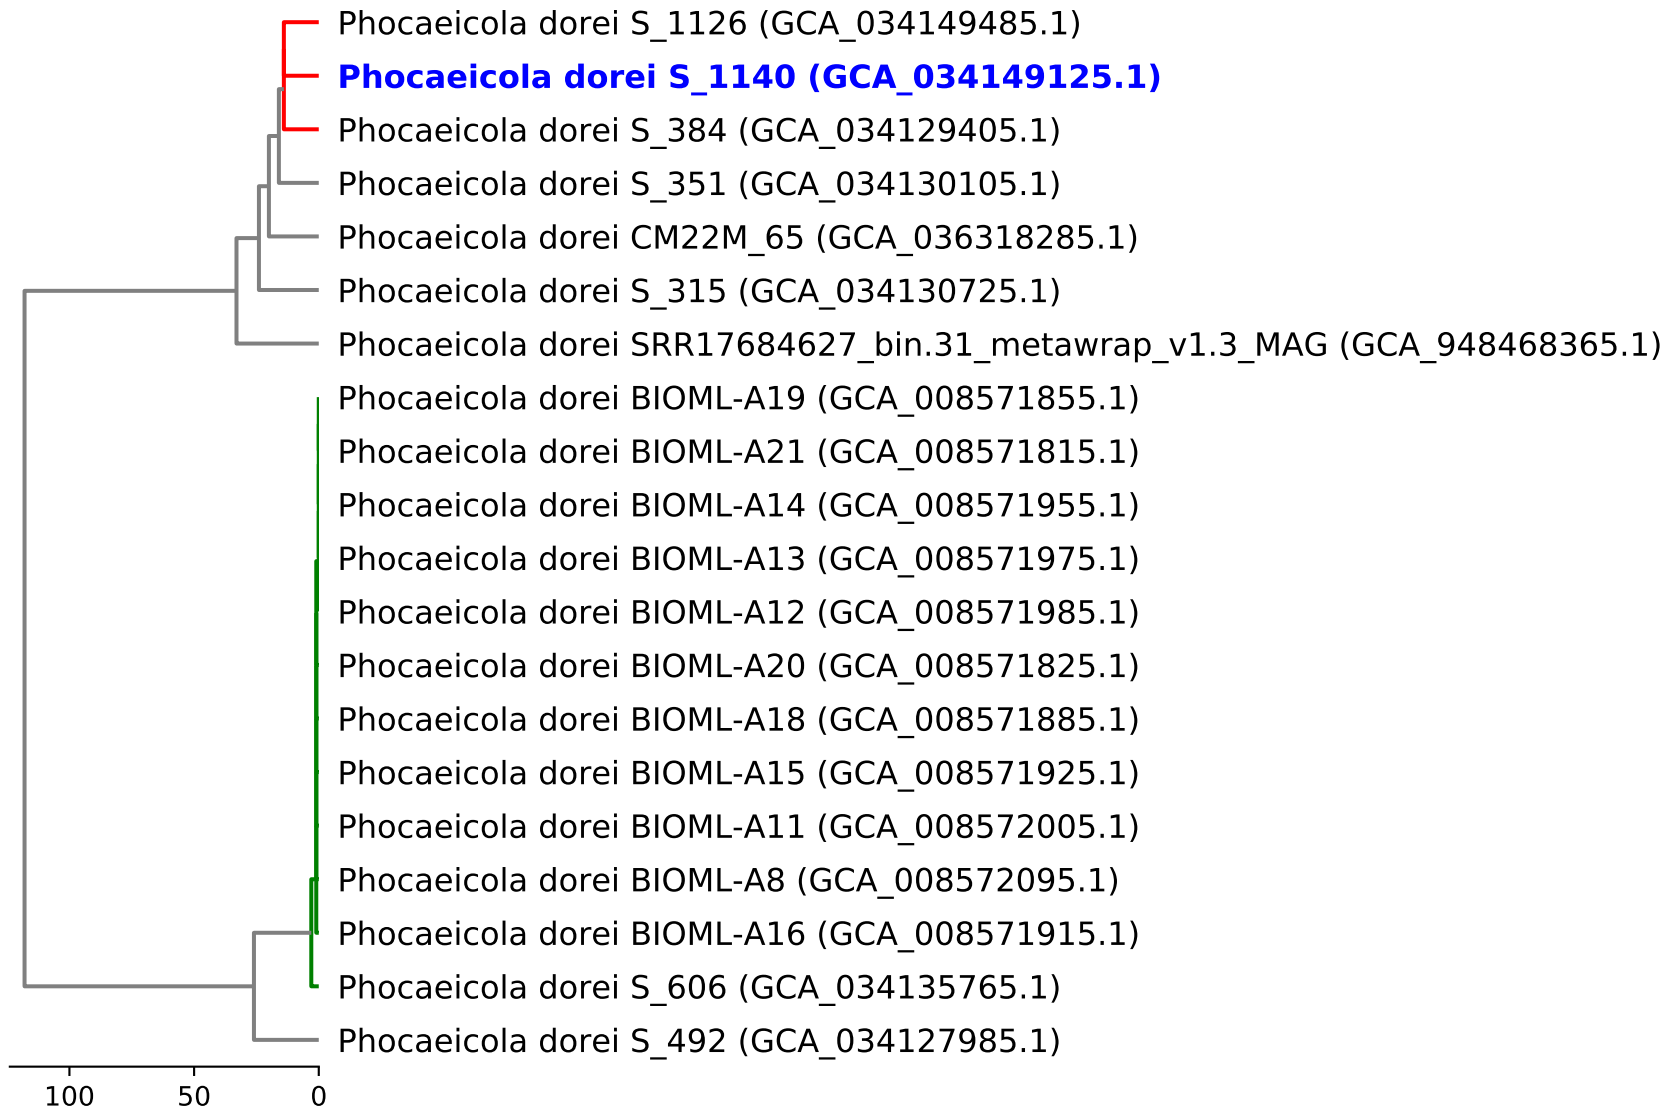 Phocaeicola dorei S_1126 (GCA_034149485.1)
Phocaeicola dorei S_1140 (GCA_034149125.1)
Phocaeicola dorei S_384 (GCA_034129405.1)
Phocaeicola dorei S_351 (GCA_034130105.1)
Phocaeicola dorei CM22M_65 (GCA_036318285.1)
Phocaeicola dorei S_315 (GCA_034130725.1)
Phocaeicola dorei SRR17684627_bin.31_metawrap_v1.3_MAG (GCA_948468365.1)
Phocaeicola dorei BIOML-A19 (GCA_008571855.1)
Phocaeicola dorei BIOML-A21 (GCA_008571815.1)
Phocaeicola dorei BIOML-A14 (GCA_008571955.1)
Phocaeicola dorei BIOML-A13 (GCA_008571975.1)
Phocaeicola dorei BIOML-A12 (GCA_008571985.1)
Phocaeicola dorei BIOML-A20 (GCA_008571825.1)
Phocaeicola dorei BIOML-A18 (GCA_008571885.1)
Phocaeicola dorei BIOML-A15 (GCA_008571925.1)
Phocaeicola dorei BIOML-A11 (GCA_008572005.1)
Phocaeicola dorei BIOML-A8 (GCA_008572095.1)
Phocaeicola dorei BIOML-A16 (GCA_008571915.1)
Phocaeicola dorei S_606 (GCA_034135765.1)
Phocaeicola dorei S_492 (GCA_034127985.1)
100 50 0